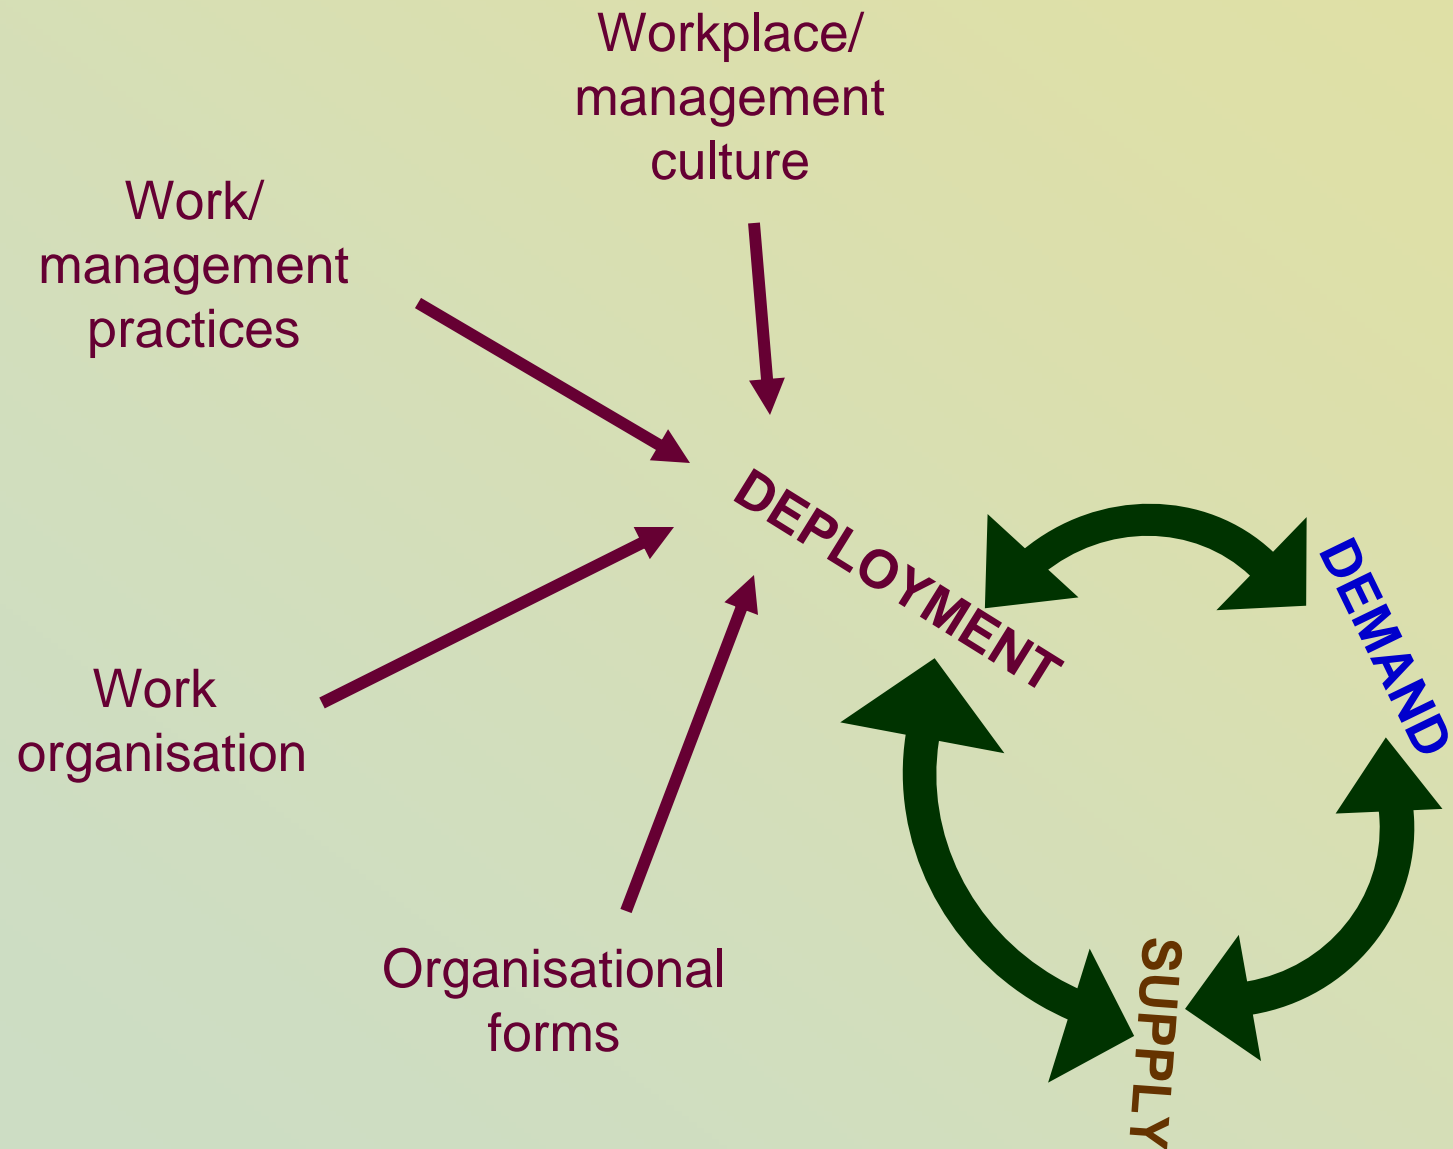 Workplace/
management
culture
Work/
management
practices
DEPLOYMENT
DEMAND
Work
organisation
Organisational
forms
SUPPLY